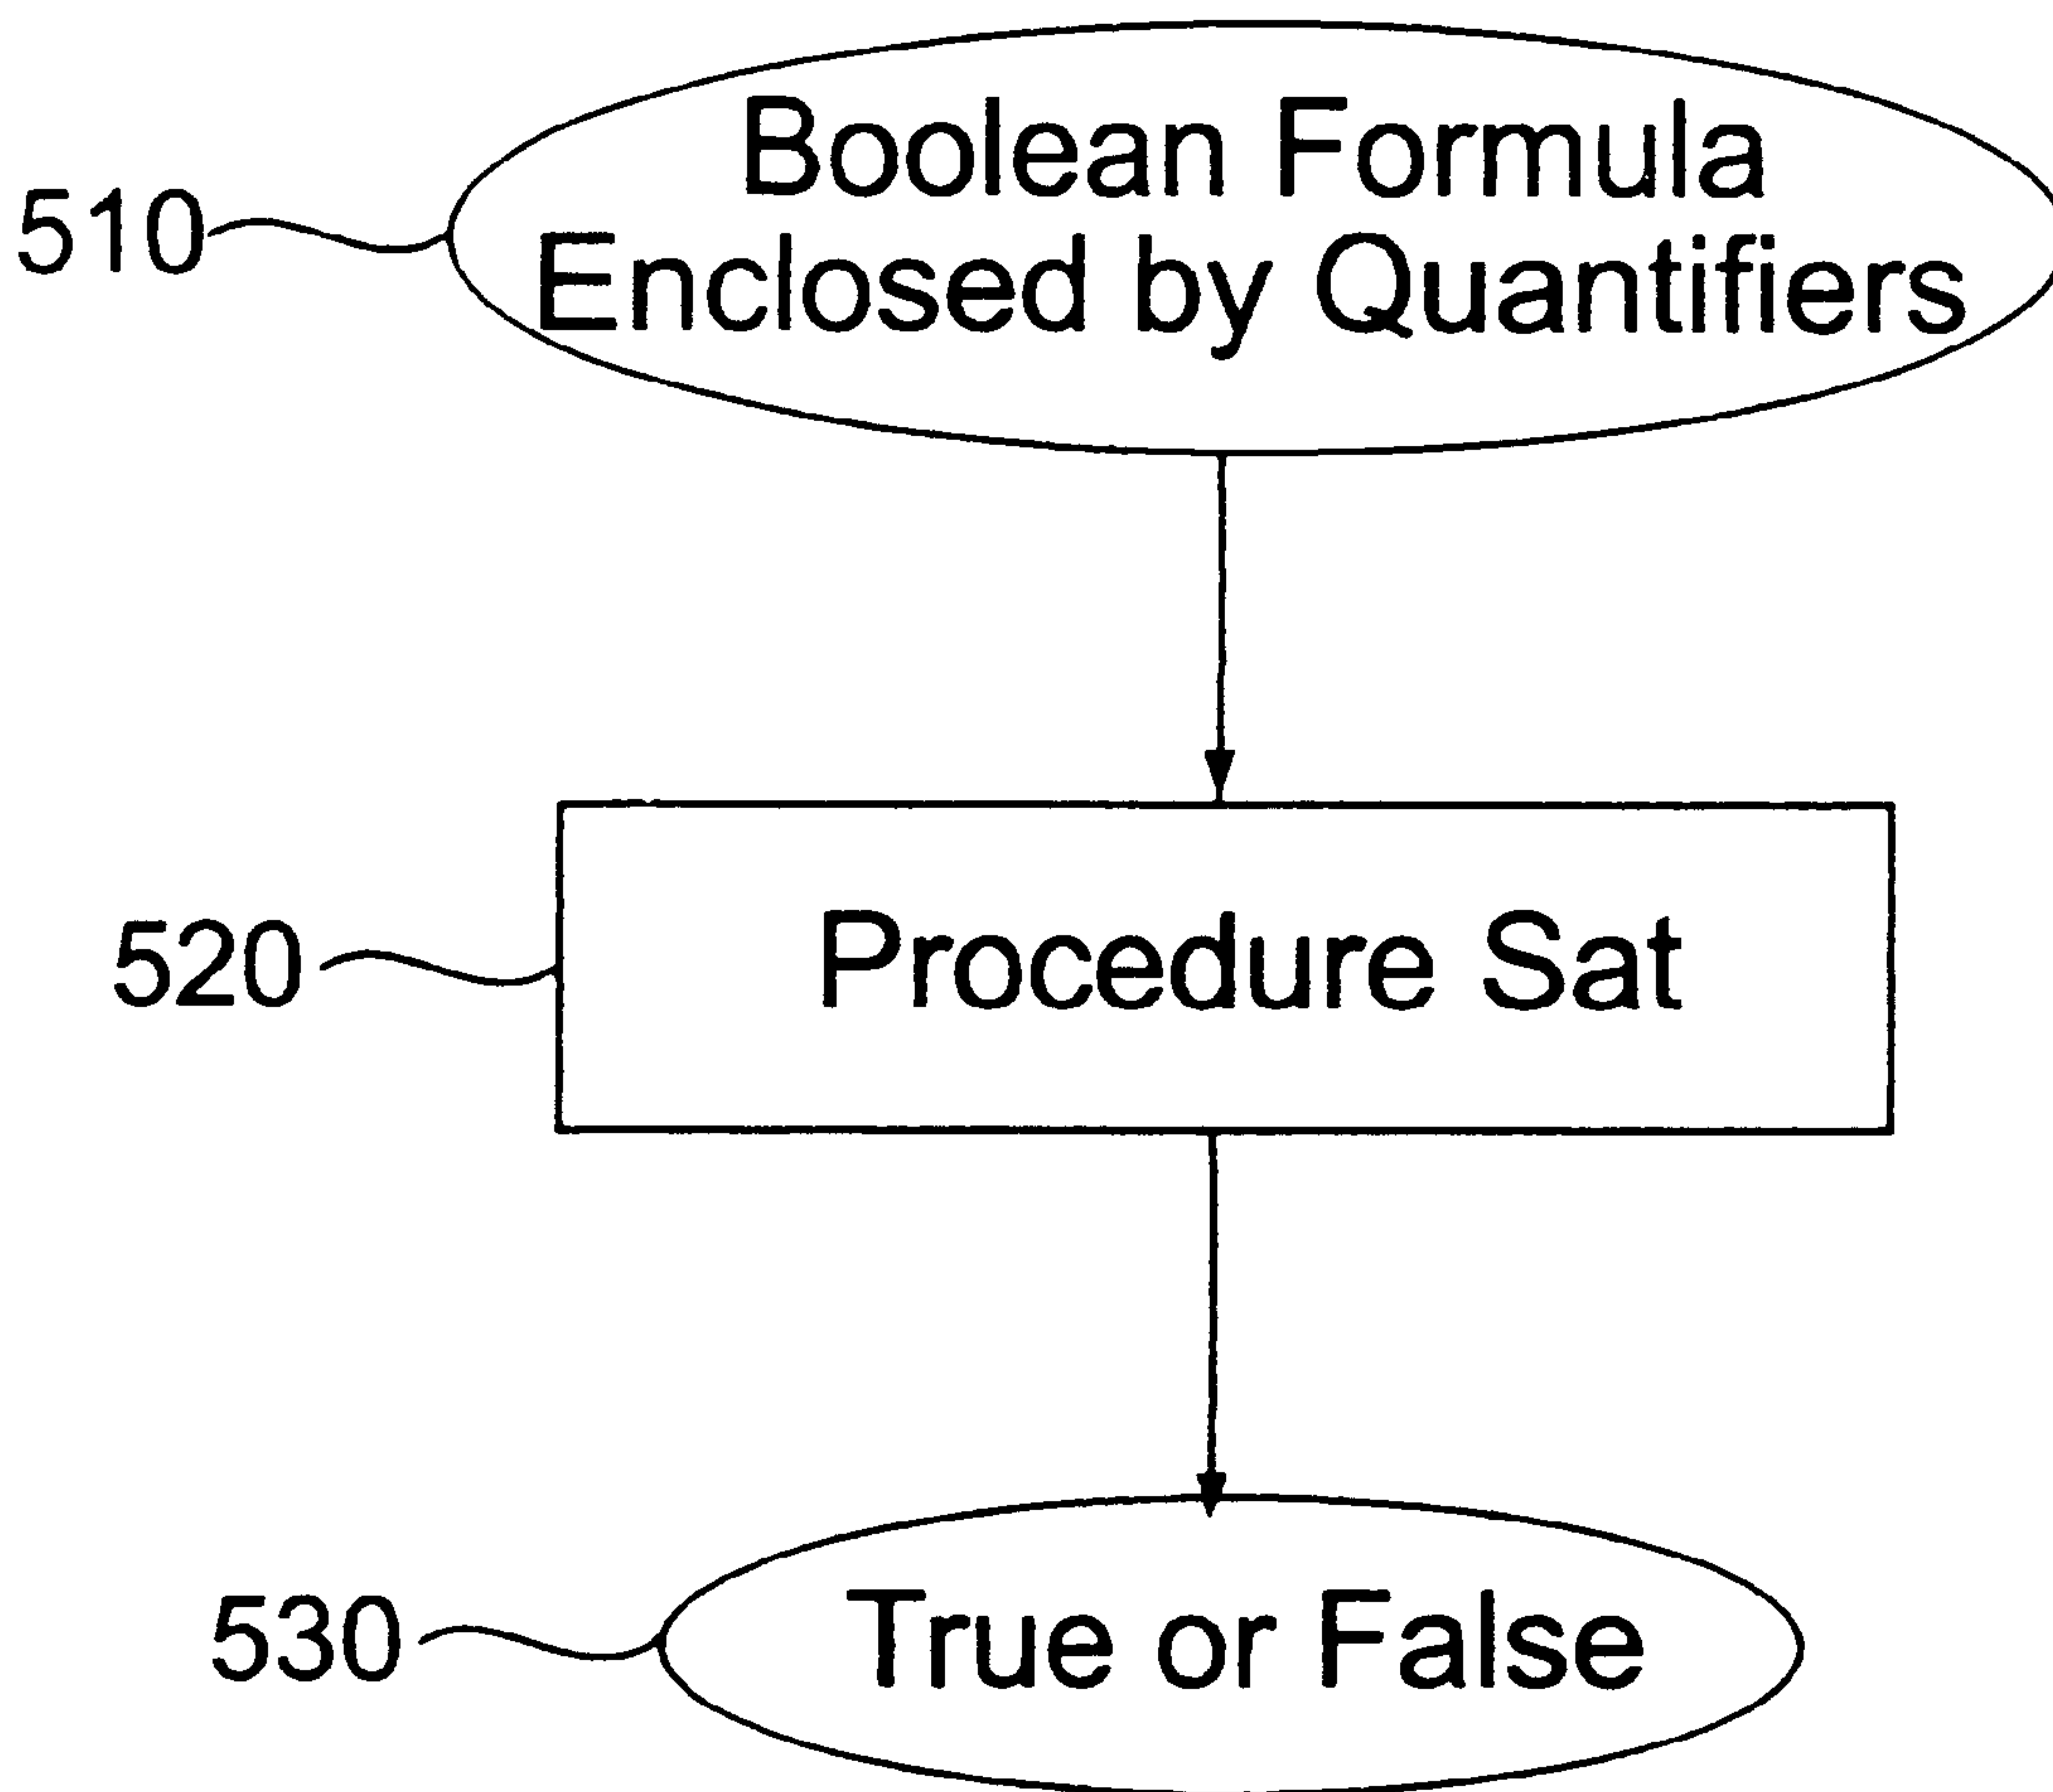 510
Boolean Formula
Enclosed by Quantifiers
520
Procedure Sat
530
True or False